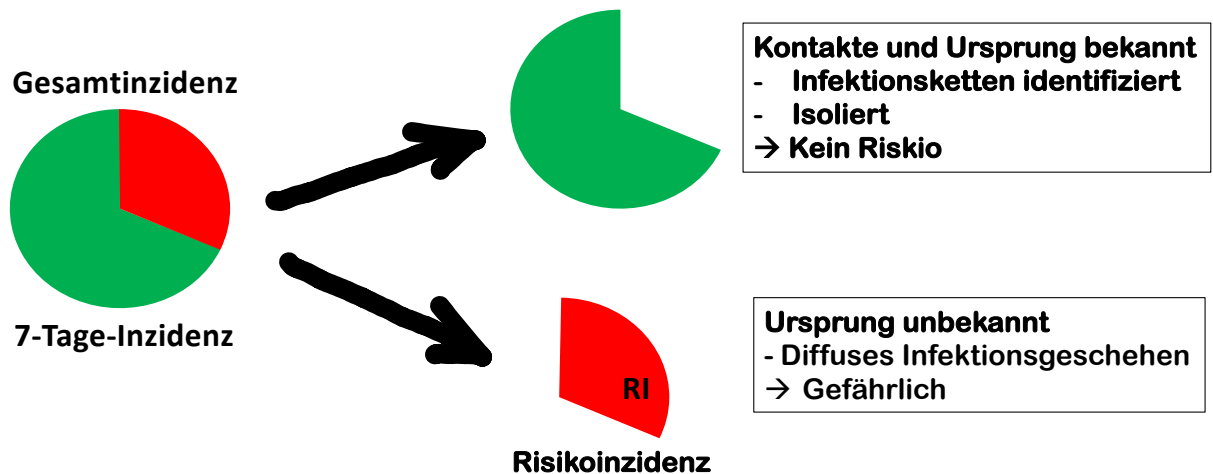 Gesamtinzidenz
7-Tage-Inzidenz
Kontakte und Ursprung bekannt
- Infektionsketten identifiziert
- Isoliert
→ Kein Riskio
RI
Risikoinzidenz
Ursprung unbekannt
- Diffuses Infektionsgeschehen
→ Gefährlich